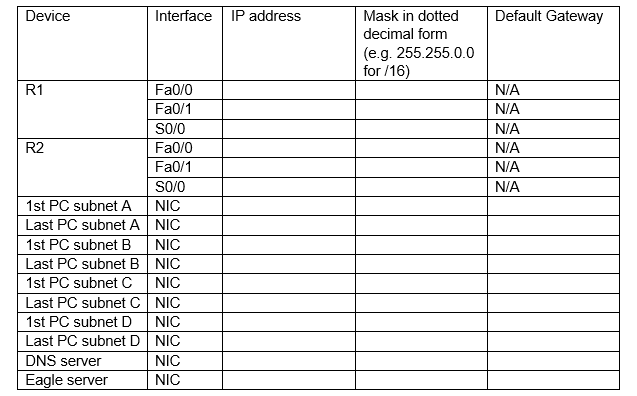 Device Interface IP address Mask in dotted Default Gateway
decimal form
(e.g. 255.255.0.0
for /16)
R1 Fa0/0 N/A
Fa0/1 N/A
S0/0 N/A
R2 Fa0/0 N/A
Fa0/1 N/A
S0/0 N/A
1st PC subnet A NIC
Last PC subnet A NIC
1st PC subnet B NIC
Last PC subnet B NIC
1st PC subnet C NIC
Last PC subnet C NIC
1st PC subnet D NIC
Last PC subnet D NIC
DNS server NIC
Eagle server NIC